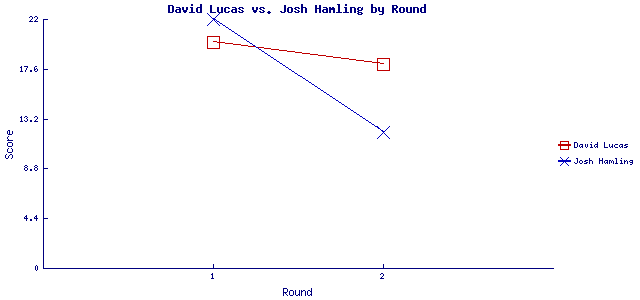 David Lucas vs. Josh Hamling by Round
22
17.6
13.2
8.8
4.4
0
Score
1 2
Round
David Lucas
Josh Hamling